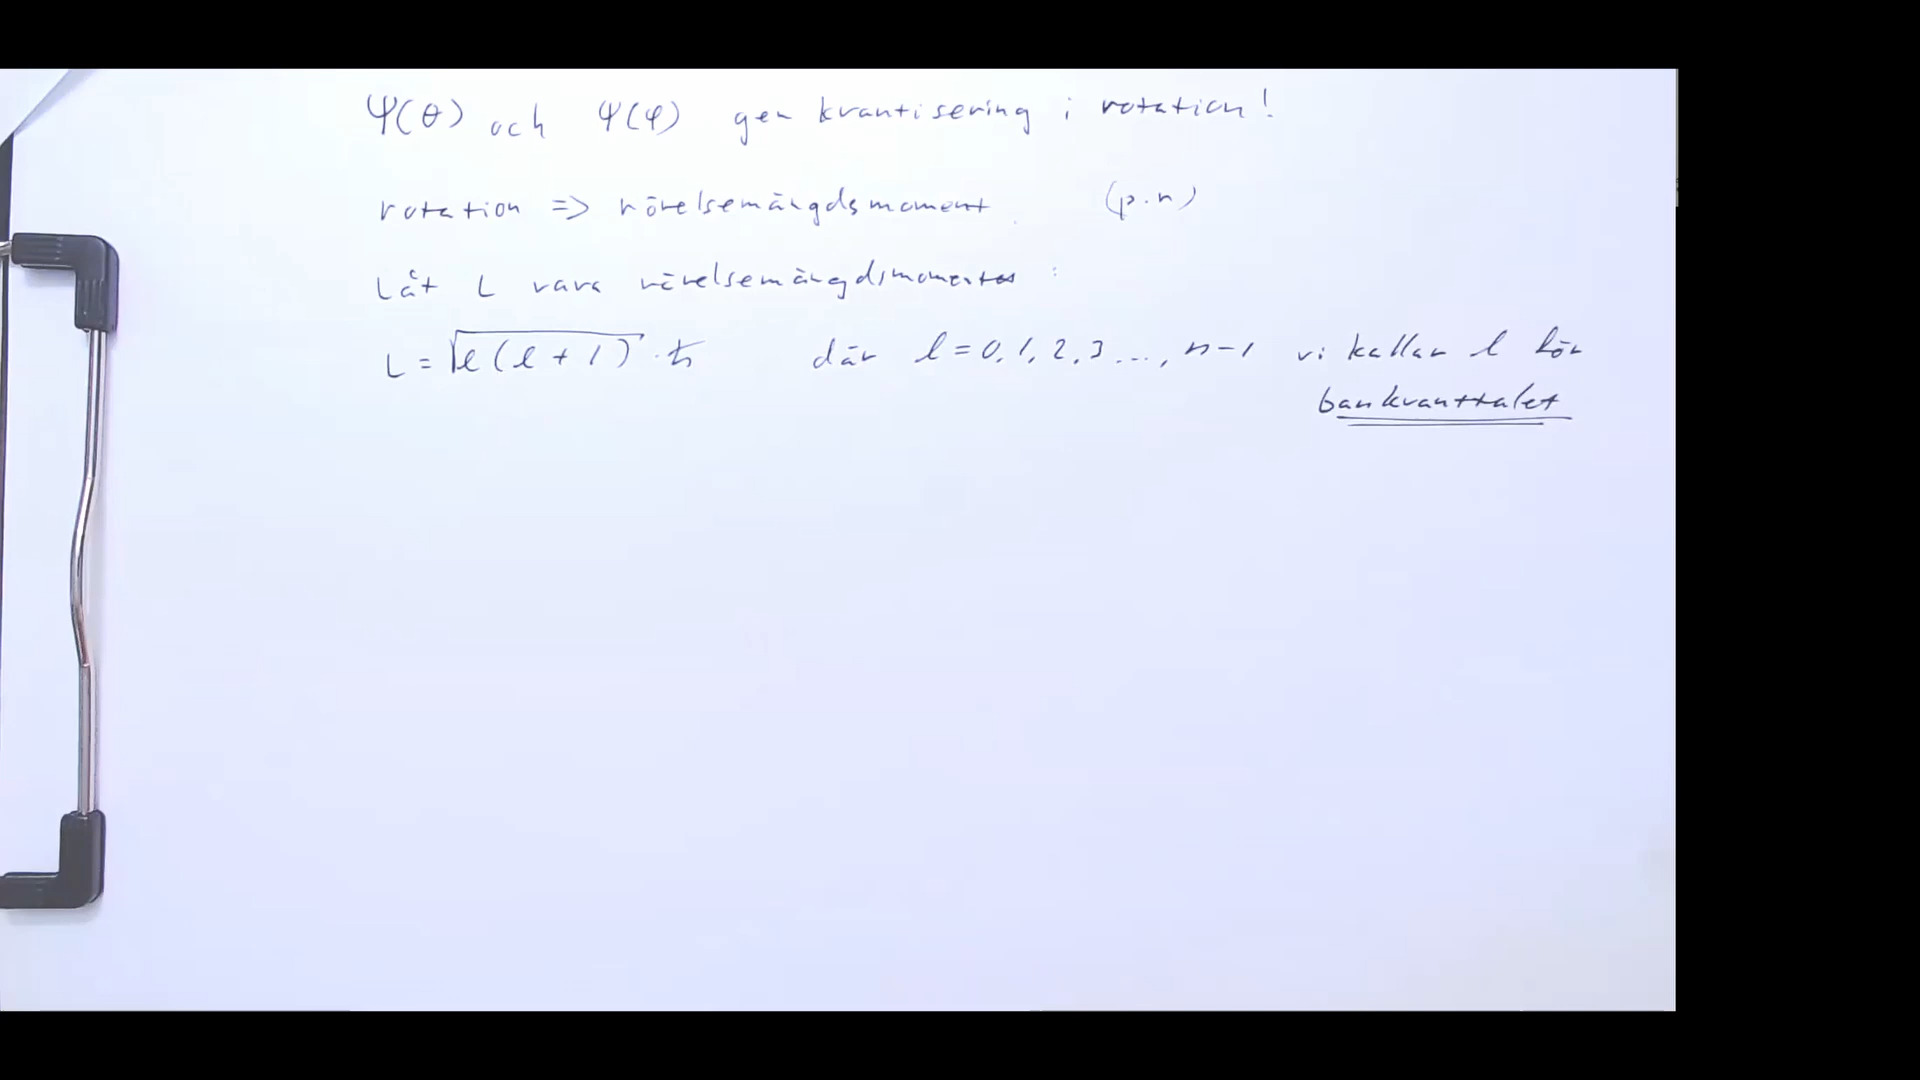 Ψ(θ) och Ψ(φ) ger kvantisering i rotation!
rotation => rörelsemängdsmoment (p·r)
Låt L vara rörelsemängdsmomentet :
L = √l(l+1) · ħ där l = 0, 1, 2, 3 ..., n-1 vi kallar l för
bankvanttalet